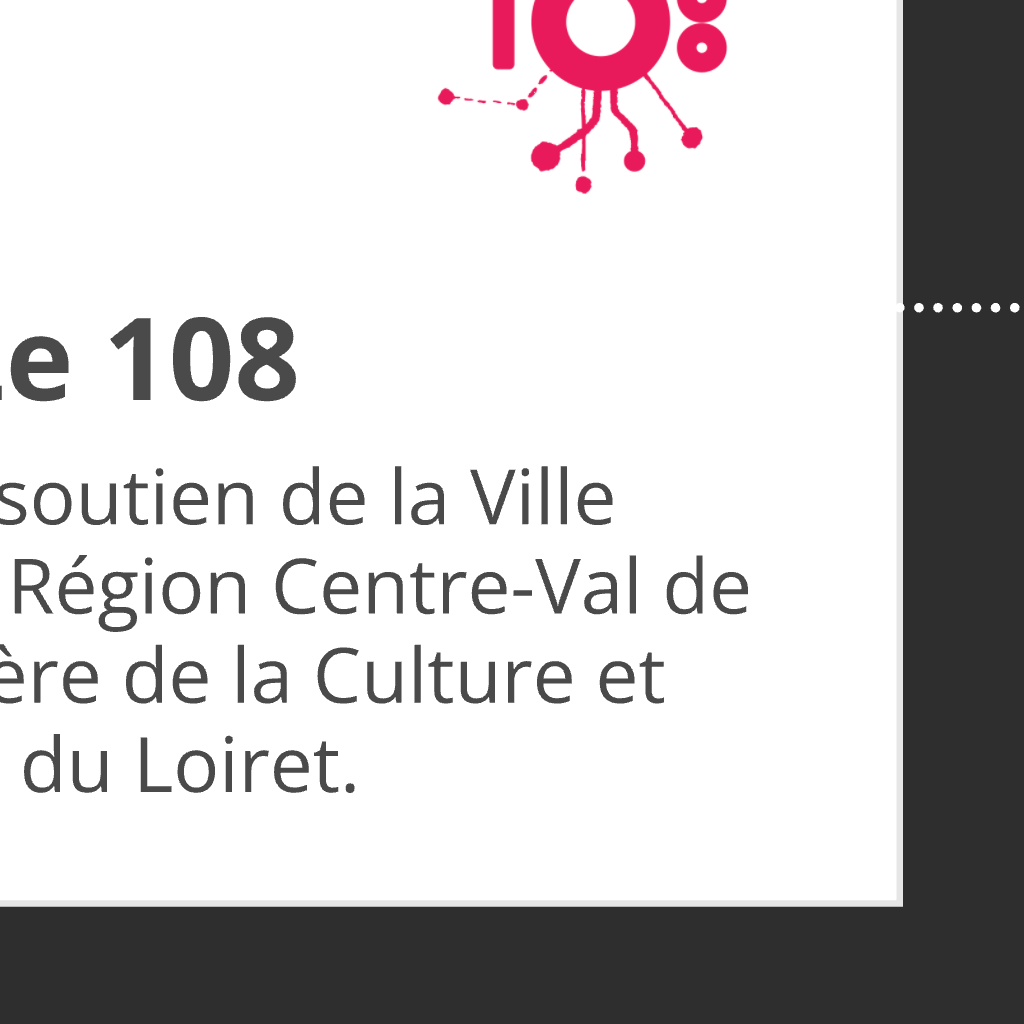 108
Le 108
soutien de la Ville
Région Centre-Val de
ère de la Culture et
du Loiret.